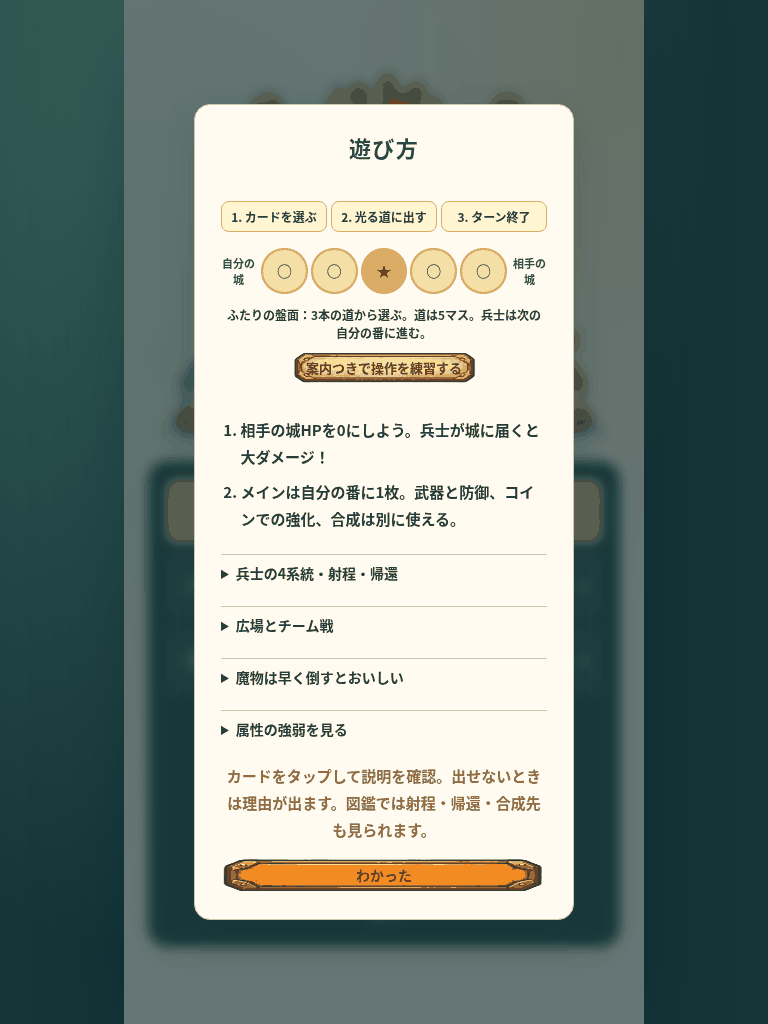 遊び方
1. カードを選ぶ
2. 光る道に出す
3. ターン終了
自分の
城
○ ○ ★ ○ ○
相手の
城
ふたりの盤面：3本の道から選ぶ。道は5マス。兵士は次の
自分の番に進む。
案内つきで操作を練習する
1. 相手の城HPを0にしよう。兵士が城に届くと
大ダメージ！
2. メインは自分の番に1枚。武器と防御、コイ
ンでの強化、合成は別に使える。
▶ 兵士の4系統・射程・帰還
▶ 広場とチーム戦
▶ 魔物は早く倒すとおいしい
▶ 属性の強弱を見る
カードをタップして説明を確認。出せないとき
は理由が出ます。図鑑では射程・帰還・合成先
も見られます。
わかった